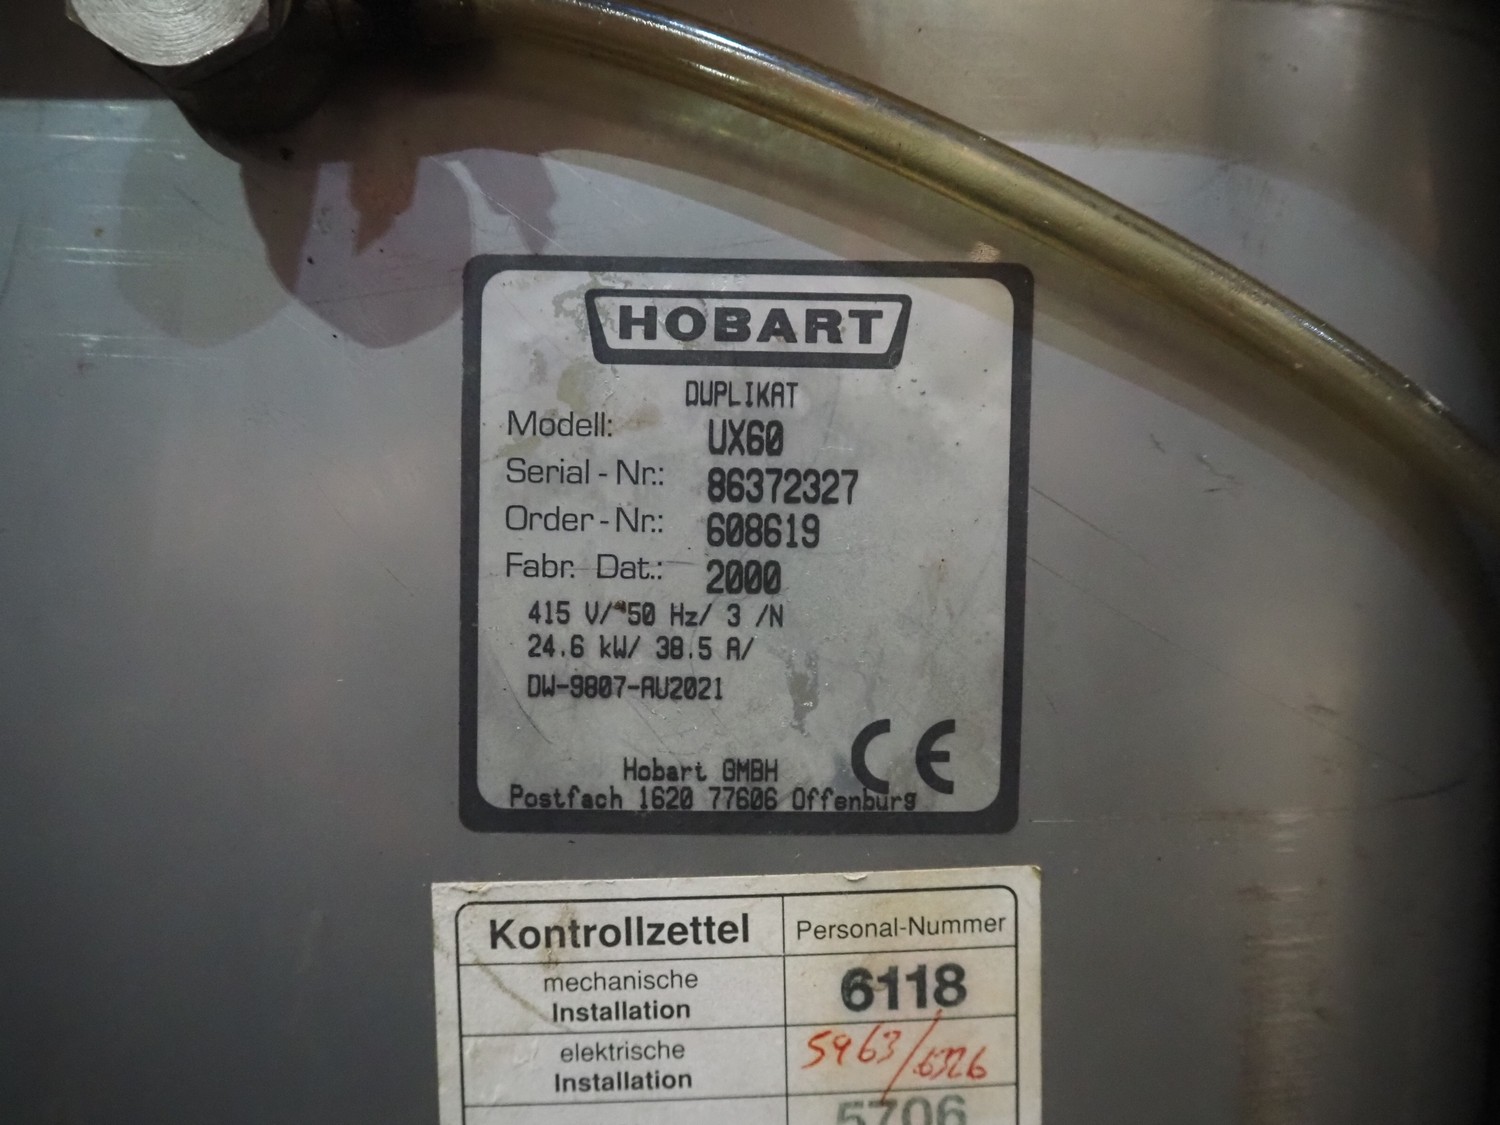 HOBART
DUPLIKAT
Modell: UX60
Serial-Nr.: 86372327
Order-Nr.: 608619
Fabr. Dat.: 2000
415 V/ 50 Hz/ 3 /N
24.6 kW/ 38.5 A/
DW-9807-AU2021
CE
Hobart GMBH
Postfach 1620 77606 Offenburg
Kontrollzettel Personal-Nummer
mechanische
Installation 6118
elektrische
Installation 5963/6326
5706